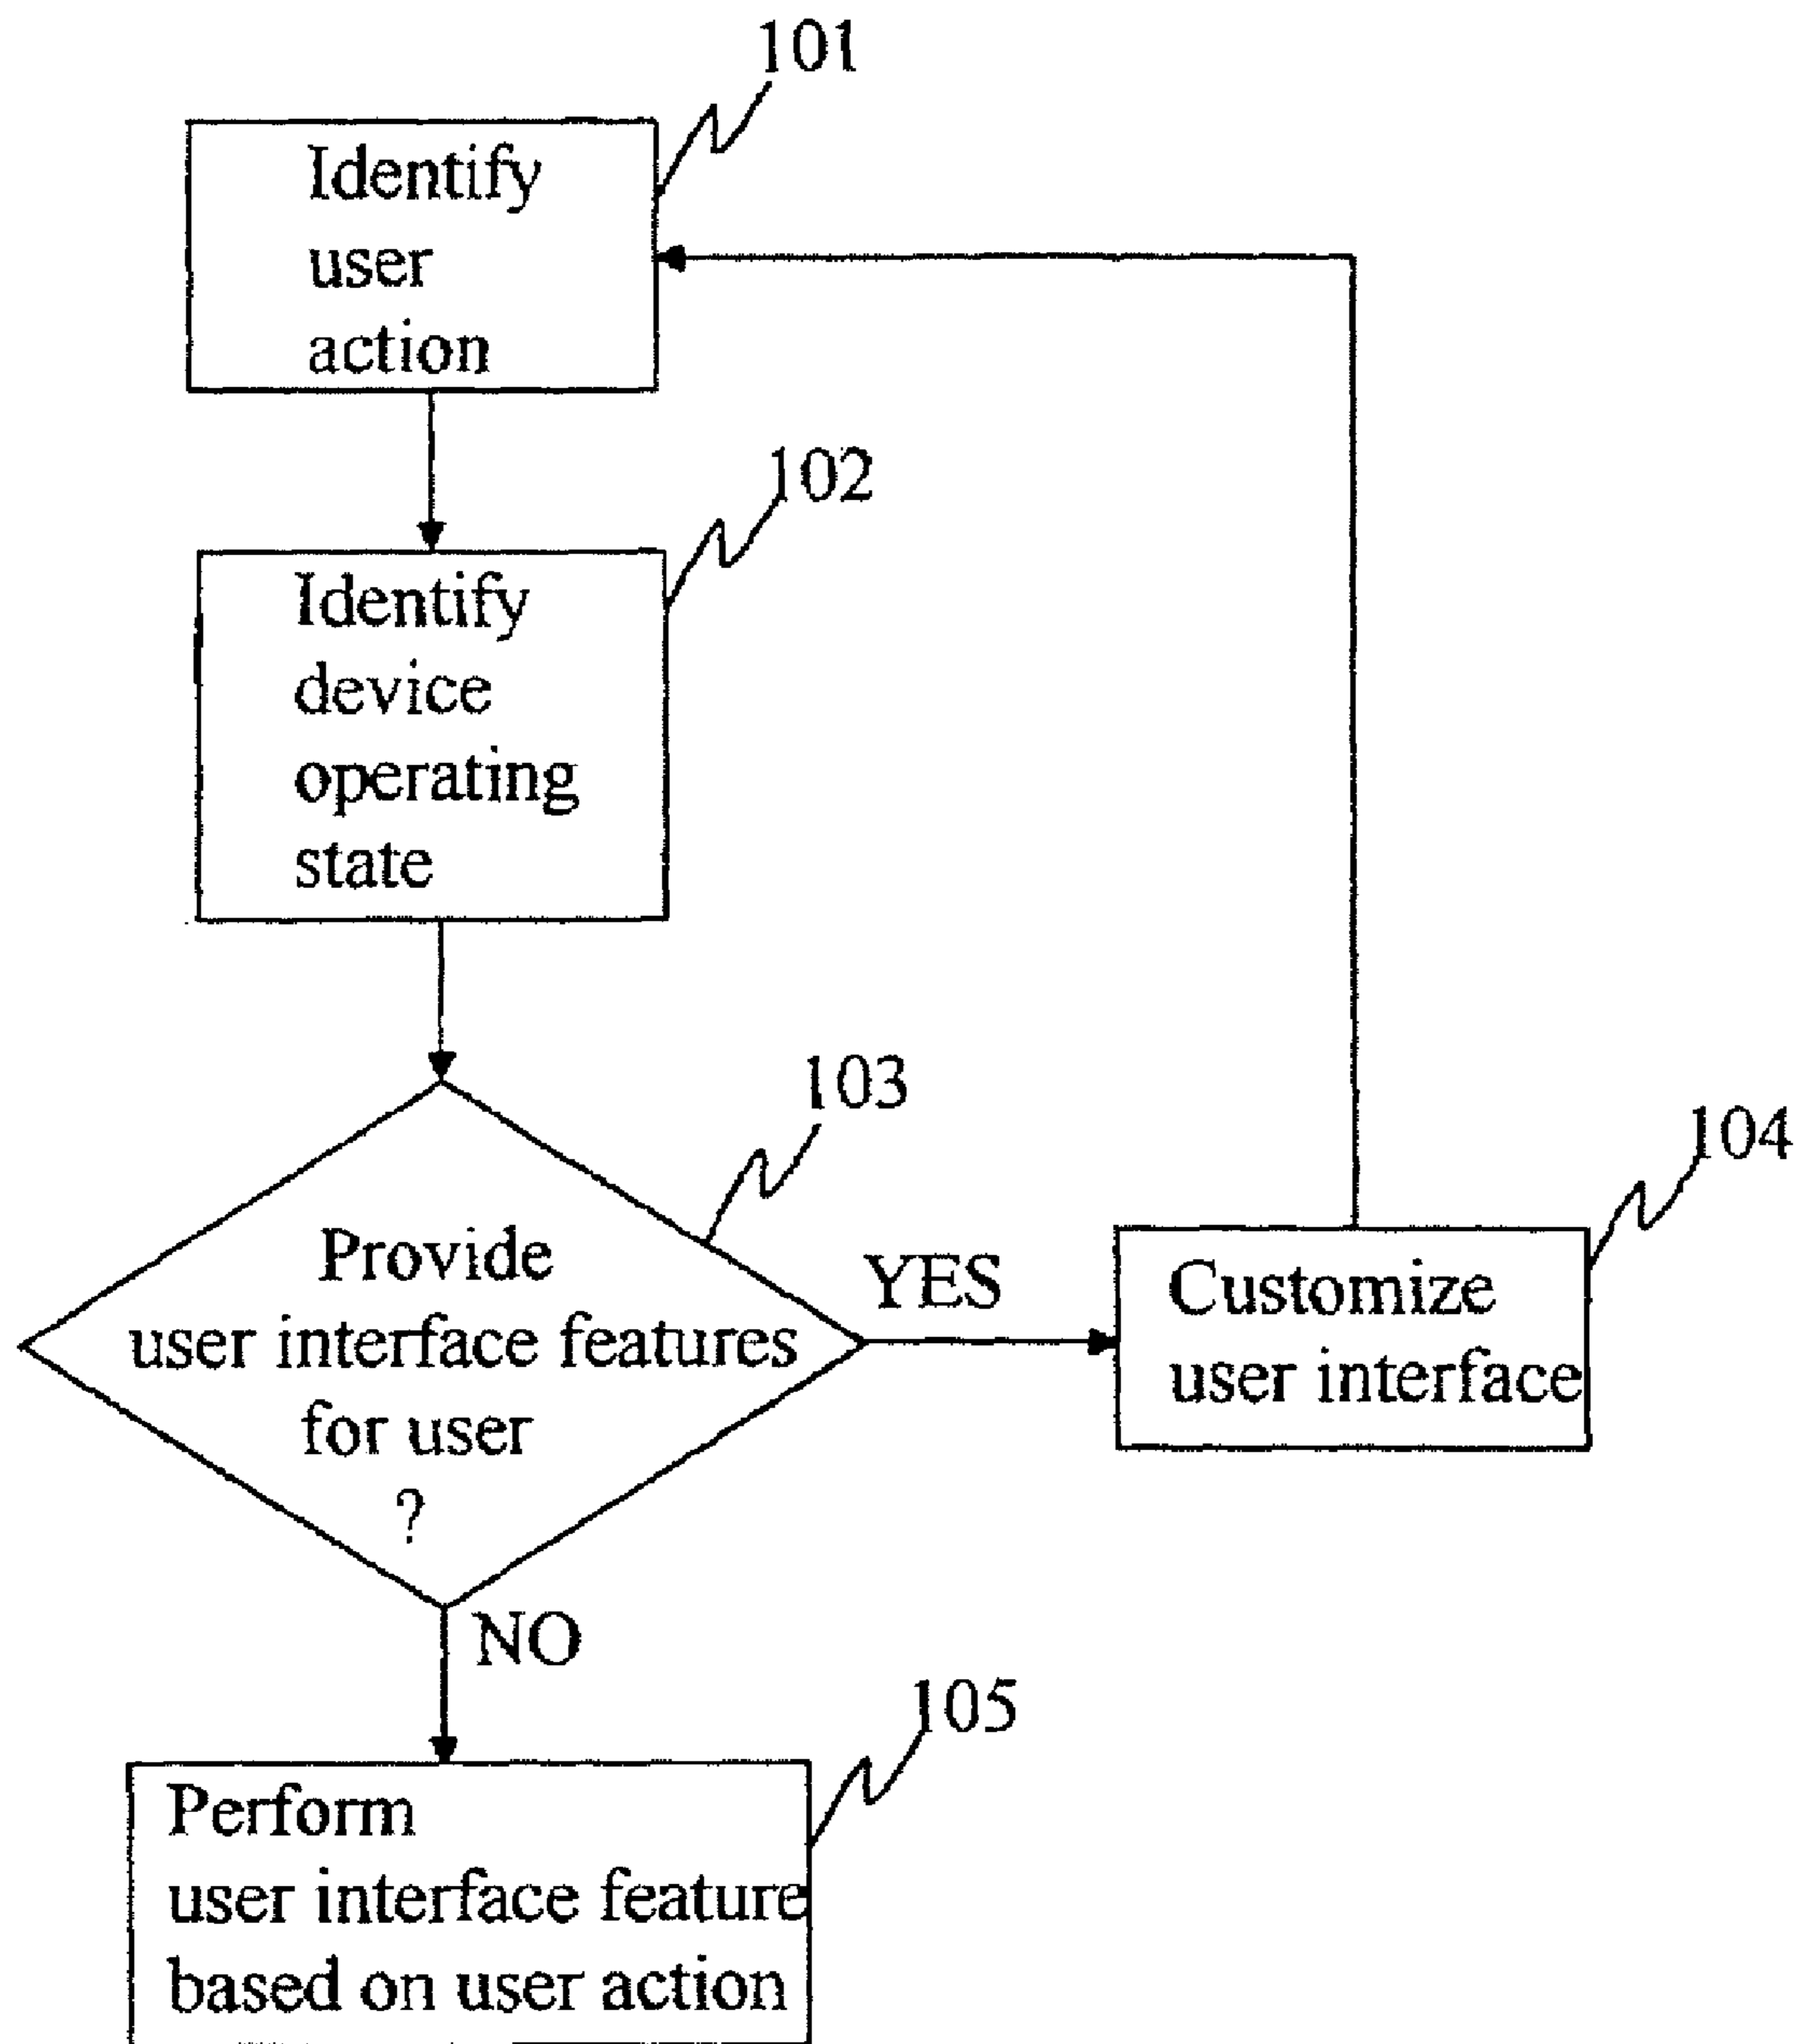 101
Identify
user
action
102
Identify
device
operating
state
103
Provide
user interface features
for user
?
YES
104
Customize
user interface
NO
105
Perform
user interface feature
based on user action